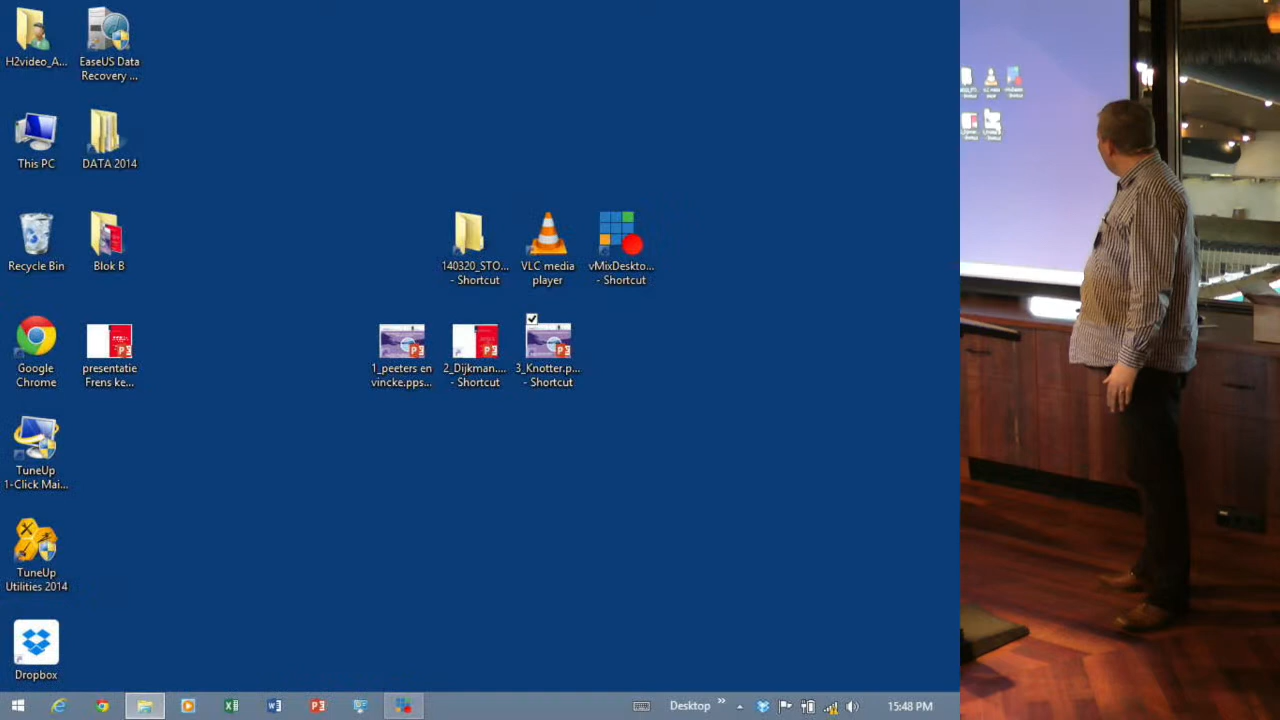 H2video_A...
EaseUS Data
Recovery ...
This PC
DATA 2014
Recycle Bin
Blok B
140320_STO...
- Shortcut
VLC media
player
vMixDeskto...
- Shortcut
Google
Chrome
presentatie
Frens ke...
1_peeters en
vincke.pps...
2_Dijkman....
- Shortcut
3_Knotter.p...
- Shortcut
TuneUp
1-Click Mai...
TuneUp
Utilities 2014
Dropbox
Desktop
15:48 PM